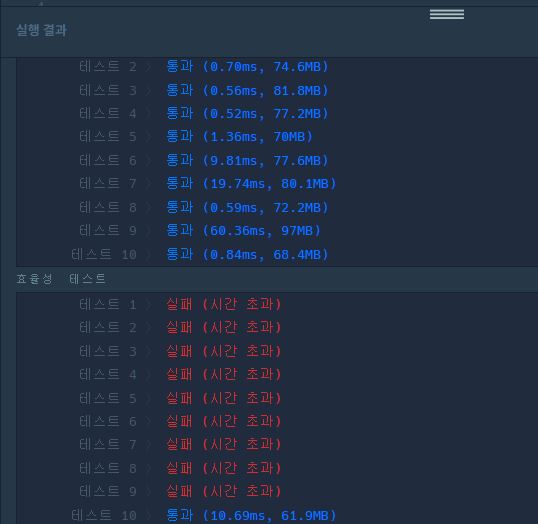 실행 결과
테스트 2 〉 통과 (0.70ms, 74.6MB)
테스트 3 〉 통과 (0.56ms, 81.8MB)
테스트 4 〉 통과 (0.52ms, 77.2MB)
테스트 5 〉 통과 (1.36ms, 70MB)
테스트 6 〉 통과 (9.81ms, 77.6MB)
테스트 7 〉 통과 (19.74ms, 80.1MB)
테스트 8 〉 통과 (0.59ms, 72.2MB)
테스트 9 〉 통과 (60.36ms, 97MB)
테스트 10 〉 통과 (0.84ms, 68.4MB)
효율성 테스트
테스트 1 〉 실패 (시간 초과)
테스트 2 〉 실패 (시간 초과)
테스트 3 〉 실패 (시간 초과)
테스트 4 〉 실패 (시간 초과)
테스트 5 〉 실패 (시간 초과)
테스트 6 〉 실패 (시간 초과)
테스트 7 〉 실패 (시간 초과)
테스트 8 〉 실패 (시간 초과)
테스트 9 〉 실패 (시간 초과)
테스트 10 〉 통과 (10.69ms, 61.9MB)